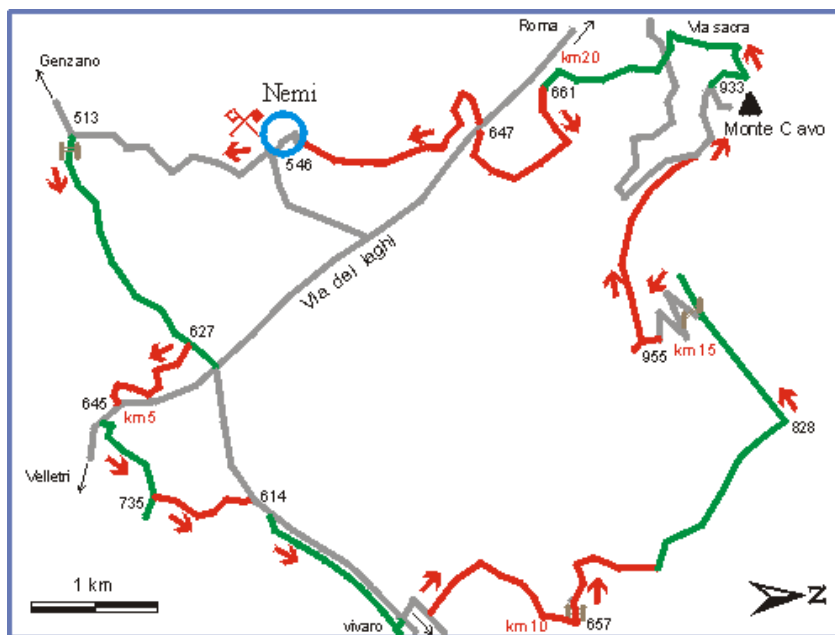 Roma
Via sacra
km20
Genzano
661
933
Nemi
513
647
Monte Cavo
546
Via dei laghi
627
955
km15
645
km5
828
Velletri
735
614
1 km
N
vivaro
km10
657